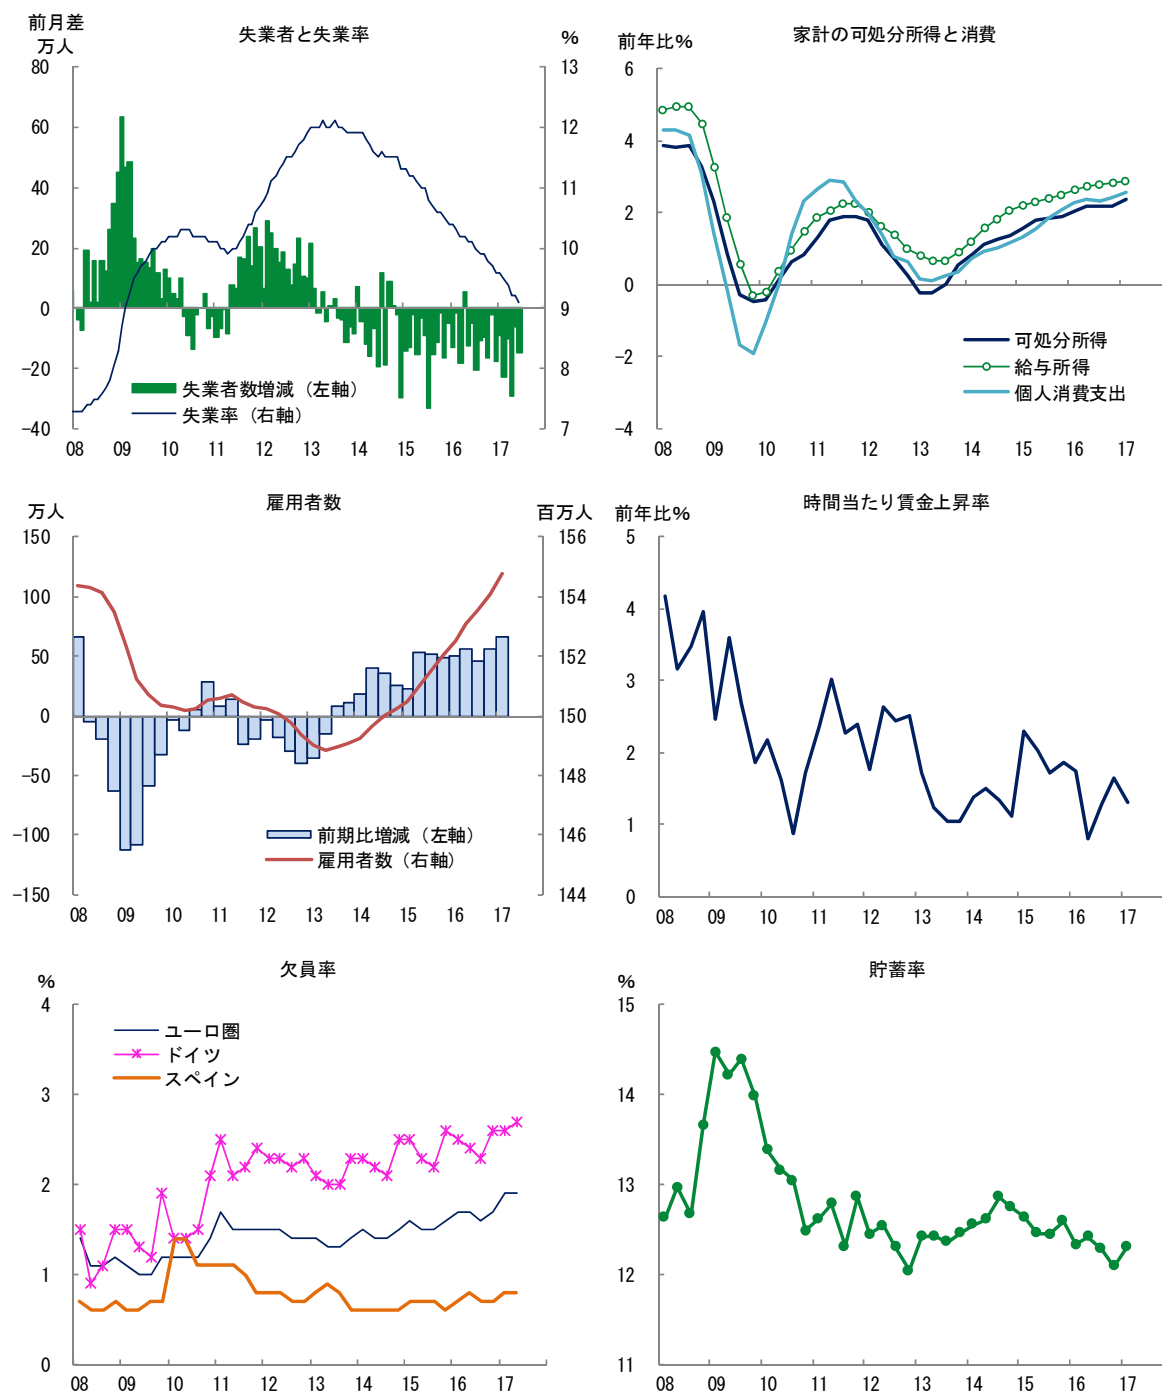 失業者と失業率
前月差
万人
%
80
60
40
20
0
-20
-40
13
12
11
10
9
8
7
失業者数増減（左軸）
失業率（右軸）
08 09 10 11 12 13 14 15 16 17
家計の可処分所得と消費
前年比%
6
4
2
0
-2
-4
可処分所得
給与所得
個人消費支出
08 09 10 11 12 13 14 15 16 17
雇用者数
万人
百万人
150
100
50
0
-50
-100
-150
156
154
152
150
148
146
144
前期比増減（左軸）
雇用者数（右軸）
08 09 10 11 12 13 14 15 16 17
時間当たり賃金上昇率
前年比%
5
4
3
2
1
0
08 09 10 11 12 13 14 15 16 17
欠員率
%
4
3
2
1
0
ユーロ圏
ドイツ
スペイン
08 09 10 11 12 13 14 15 16 17
貯蓄率
%
15
14
13
12
11
08 09 10 11 12 13 14 15 16 17